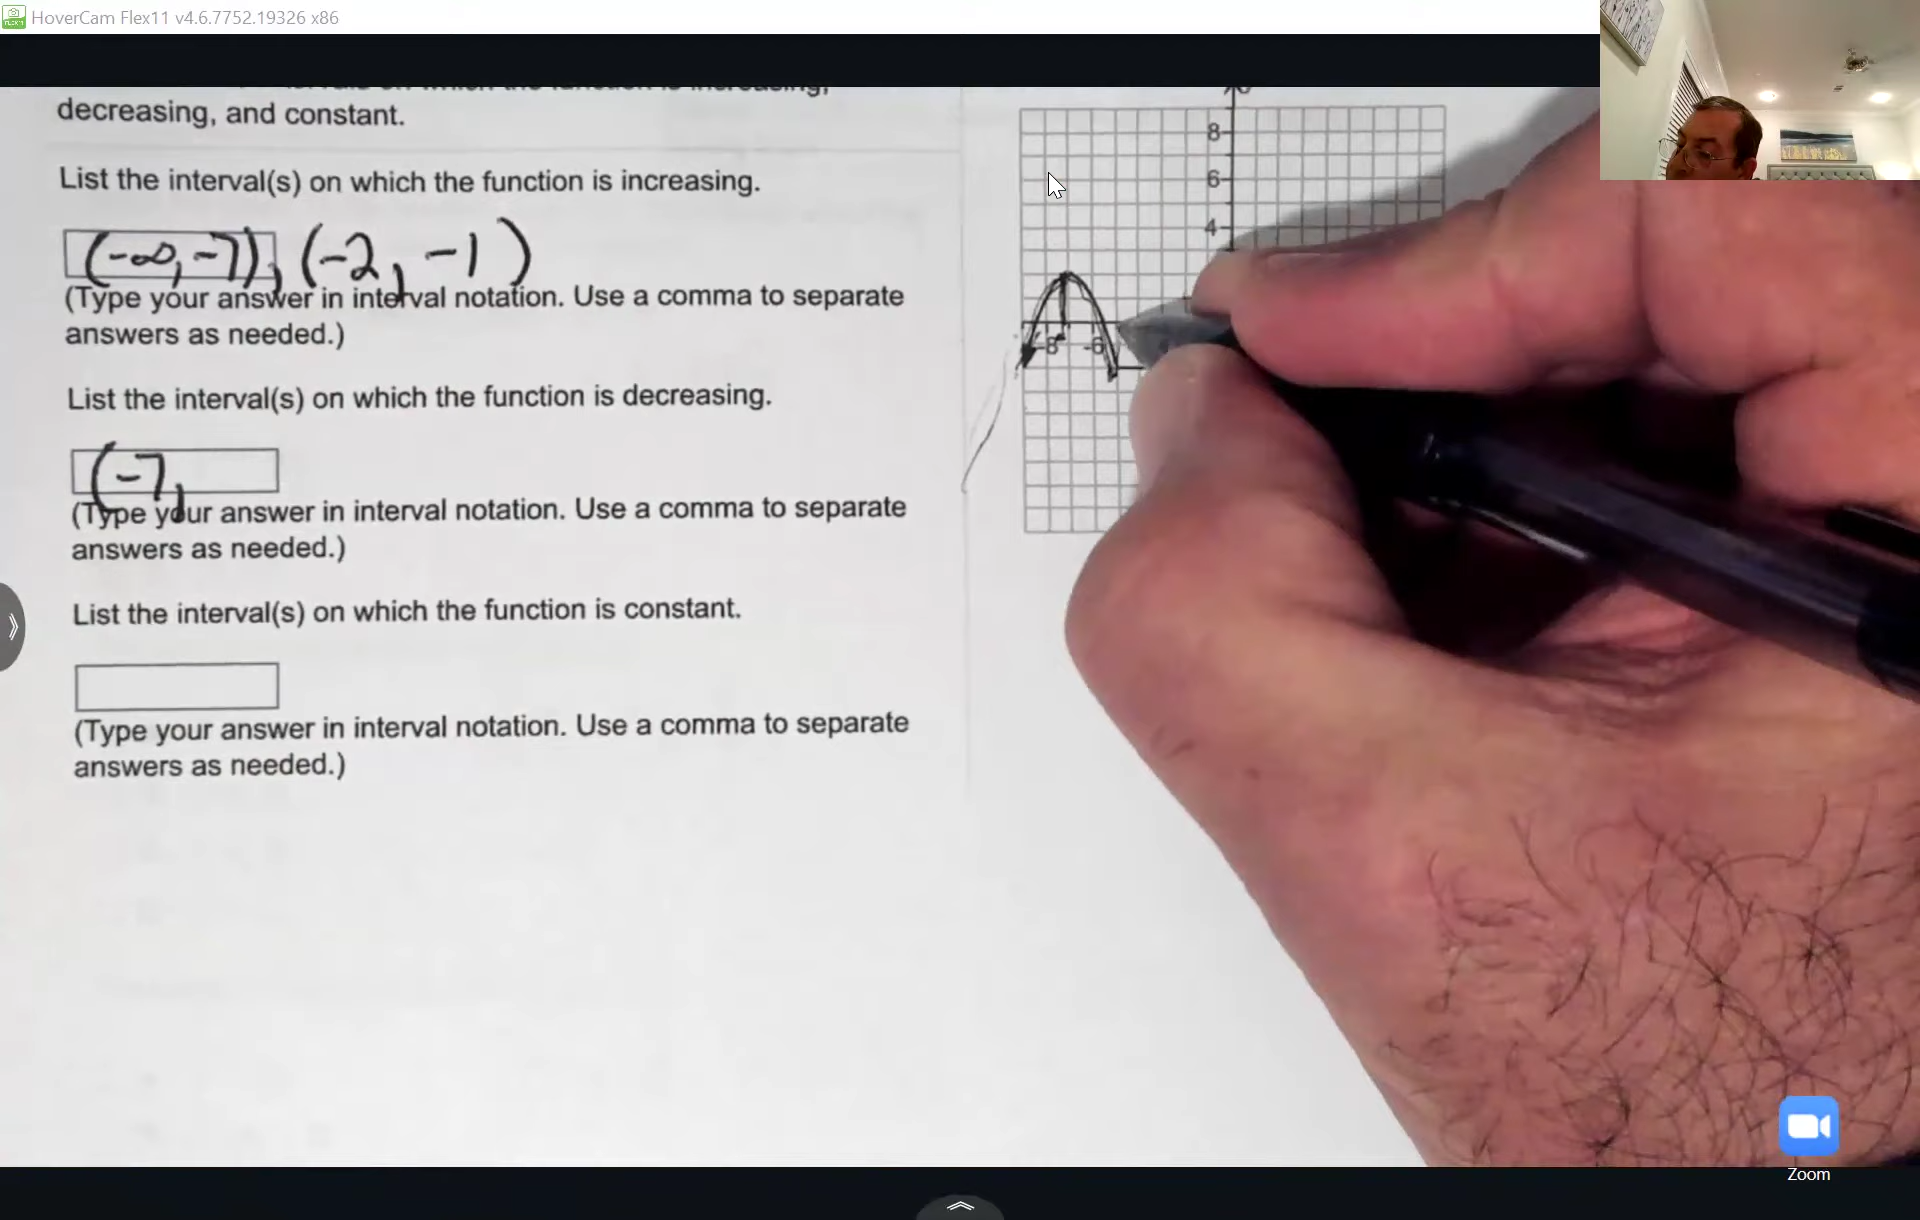 HoverCam Flex11 v4.6.7752.19326 x86
FLEX11
decreasing, and constant.
List the interval(s) on which the function is increasing.
(-∞, -7), (-2, -1)
(Type your answer in interval notation. Use a comma to separate
answers as needed.)
List the interval(s) on which the function is decreasing.
(-7,
(Type your answer in interval notation. Use a comma to separate
answers as needed.)
List the interval(s) on which the function is constant.
(Type your answer in interval notation. Use a comma to separate
answers as needed.)
8
6
4
-8 -6
Zoom